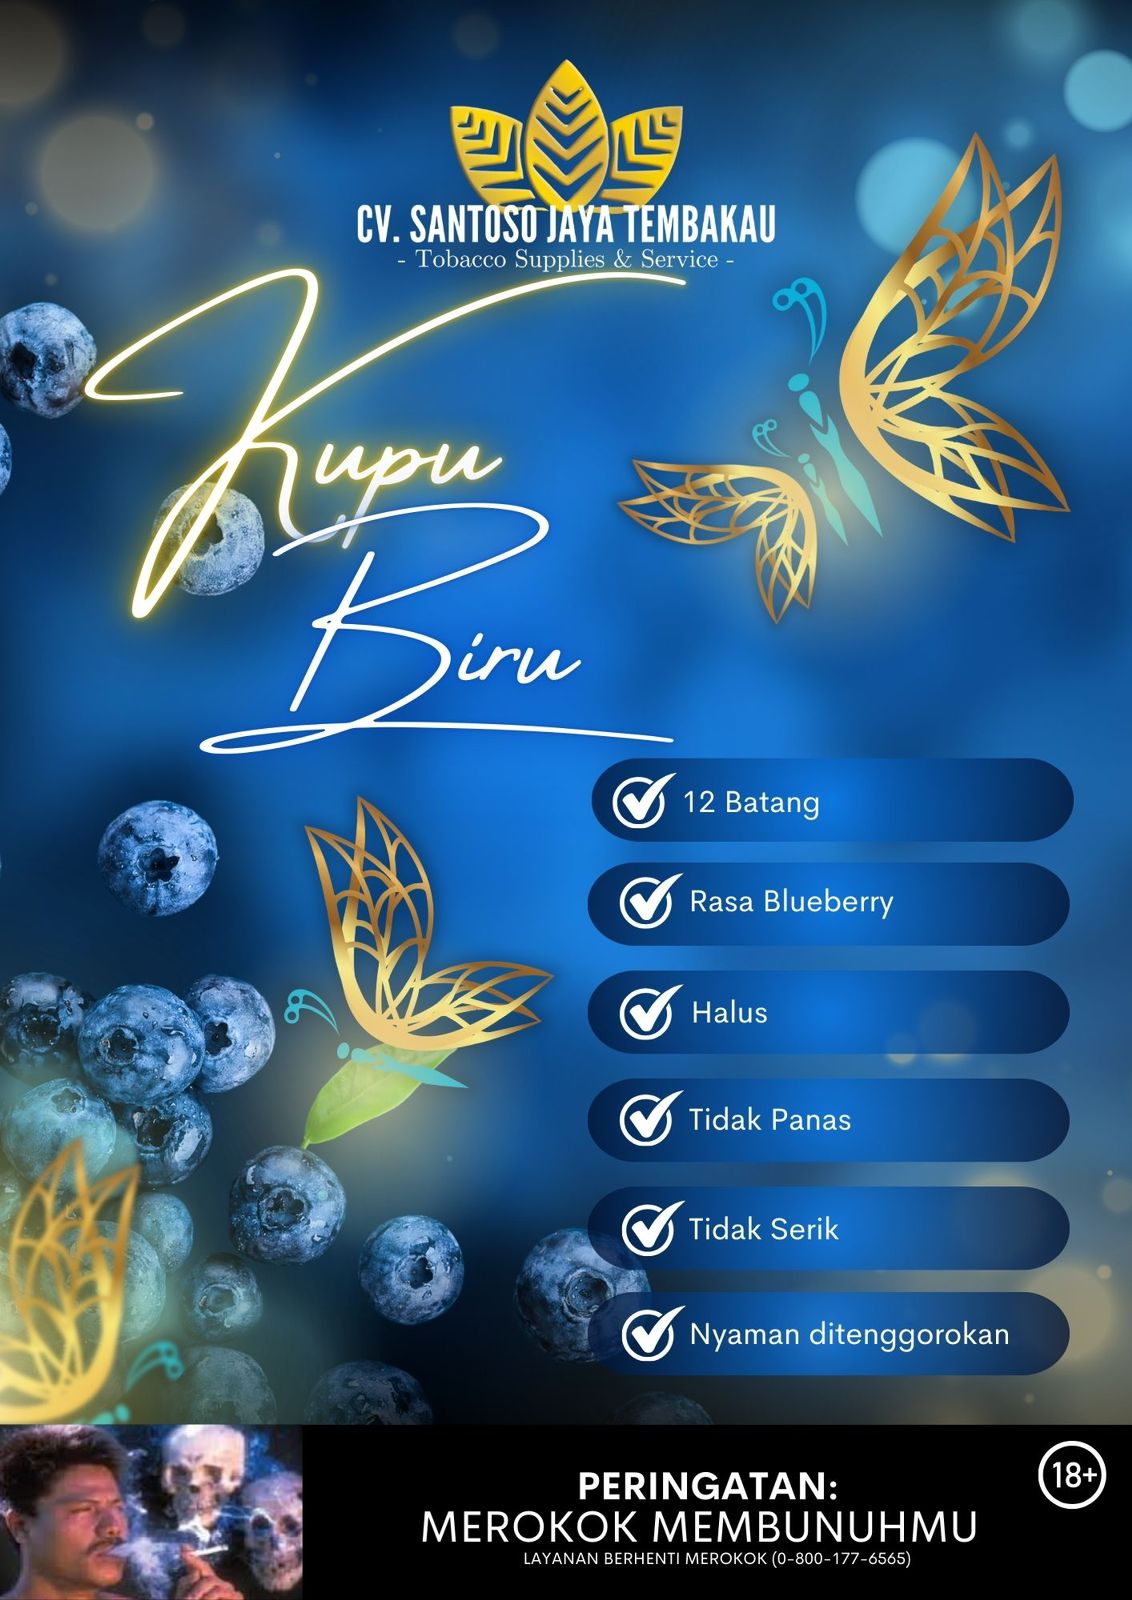 CV. SANTOSO JAYA TEMBAKAU
- Tobacco Supplies & Service -
Kupu
Biru
12 Batang
Rasa Blueberry
Halus
Tidak Panas
Tidak Serik
Nyaman ditenggorokan
18+
PERINGATAN:
MEROKOK MEMBUNUHMU
LAYANAN BERHENTI MEROKOK (0-800-177-6565)